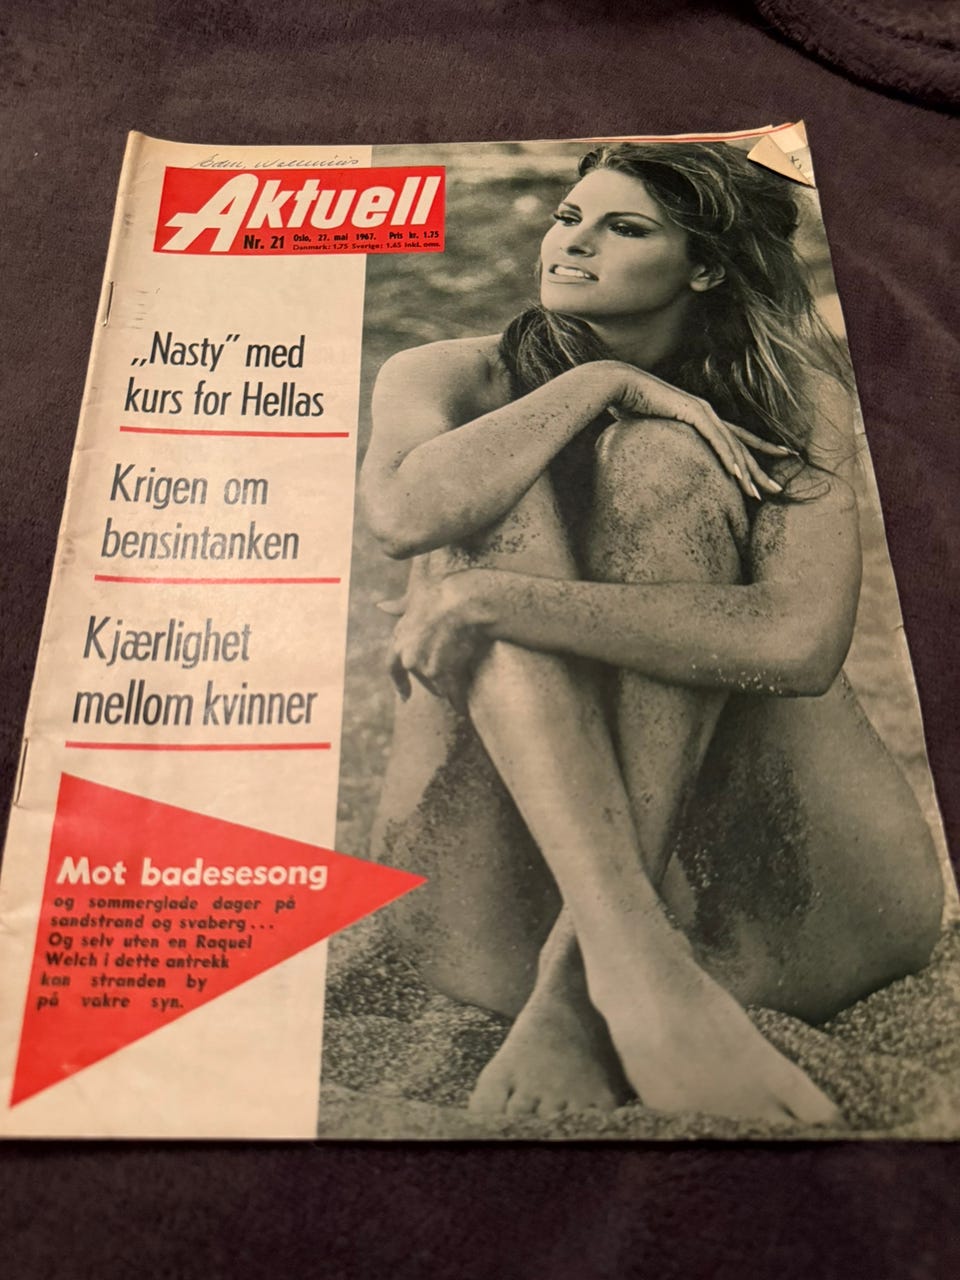 Aktuell
Nr. 21 Oslo, 27. mai 1967. Pris kr. 1.75
Danmark: 1,75 Sverige: 1.65 inkl. oms.
„Nasty” med
kurs for Hellas
Krigen om
bensintanken
Kjærlighet
mellom kvinner
Mot badesesong
og sommerglade dager på
sandstrand og svaberg...
Og selv uten en Raquel
Welch i dette antrekk
kan stranden by
på vakre syn.